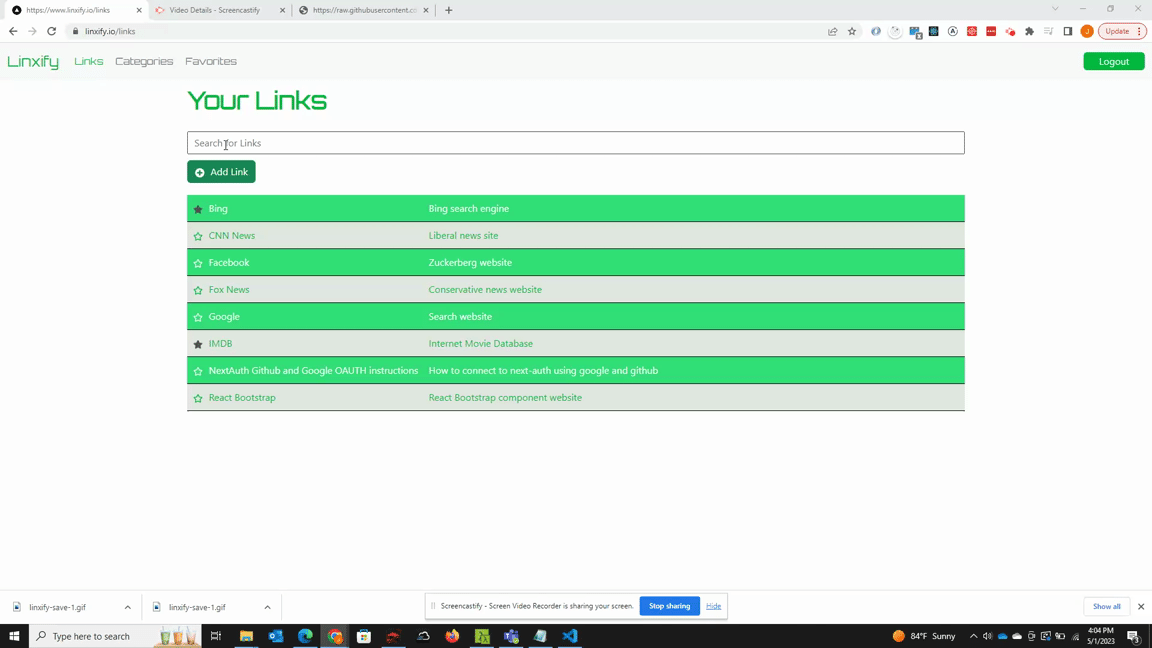 https://www.linxify.io/links
Video Details - Screencastify
https://raw.githubusercontent.co
linxify.io/links
Update
Linxify Links Categories Favorites Logout
Your Links
Search for Links
Add Link
Bing Bing search engine
CNN News Liberal news site
Facebook Zuckerberg website
Fox News Conservative news website
Google Search website
IMDB Internet Movie Database
NextAuth Github and Google OAUTH instructions How to connect to next-auth using google and github
React Bootstrap React Bootstrap component website
linxify-save-1.gif linxify-save-1.gif Screencastify - Screen Video Recorder is sharing your screen. Stop sharing Hide Show all
Type here to search 84°F Sunny 4:04 PM
5/1/2023
3